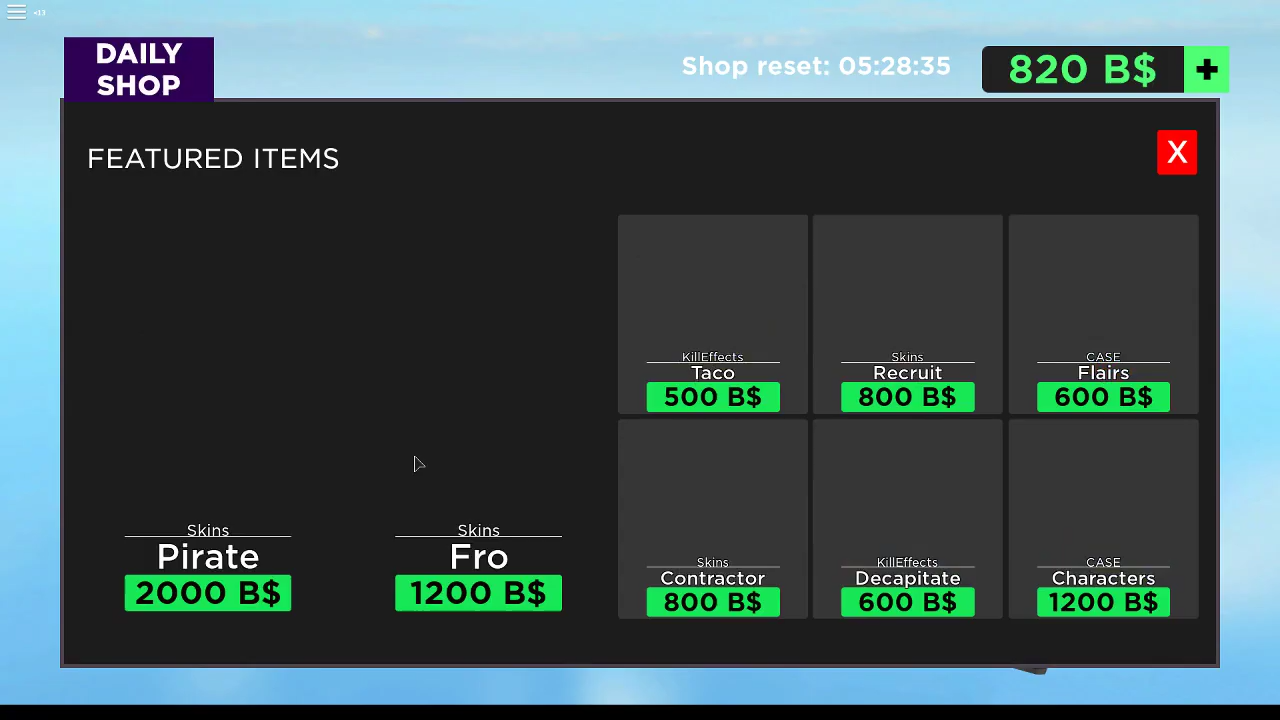 +13
DAILY
SHOP
Shop reset: 05:28:35
820 B$ +
FEATURED ITEMS
X
Skins
Pirate
2000 B$
Skins
Fro
1200 B$
KillEffects
Taco
500 B$
Skins
Recruit
800 B$
CASE
Flairs
600 B$
Skins
Contractor
800 B$
KillEffects
Decapitate
600 B$
CASE
Characters
1200 B$